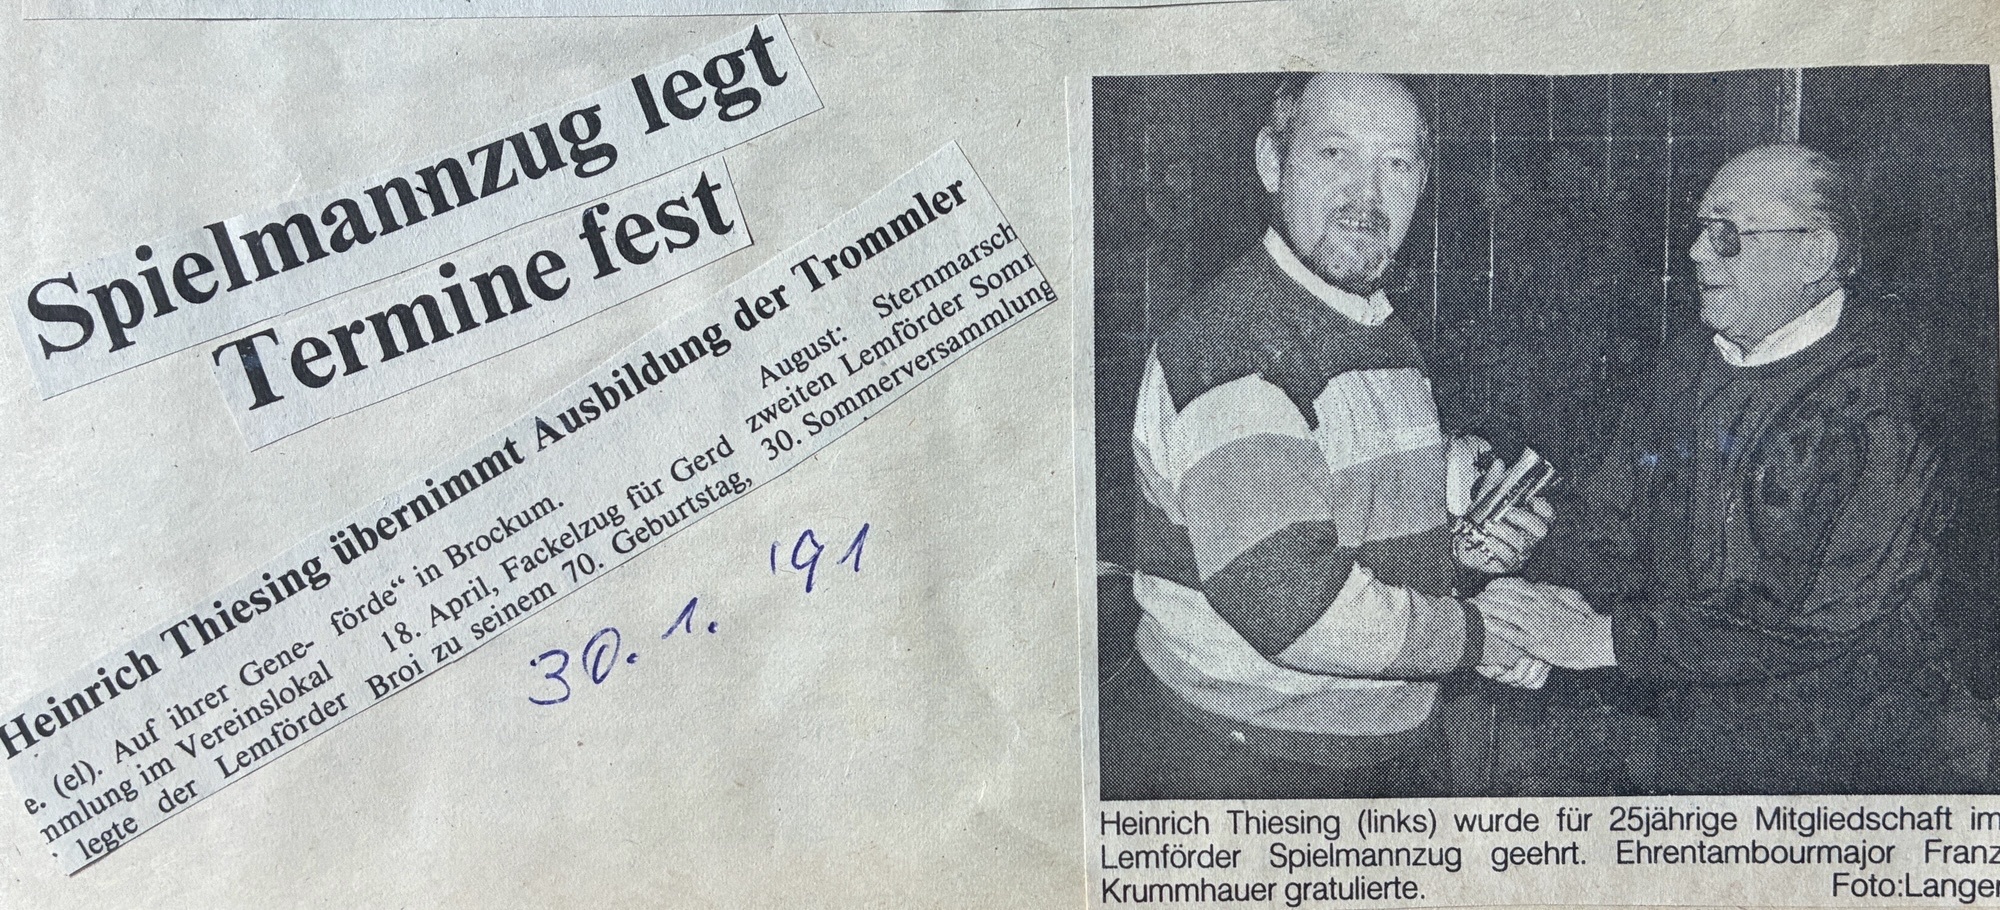 Spielmannzug legt
Termine fest
Heinrich Thiesing übernimmt Ausbildung der Trommler
e. (el). Auf ihrer Gene-
nmlung im Vereinslokal
legte der Lemförder
förde“ in Brockum.
18. April, Fackelzug für Gerd
Broi zu seinem 70. Geburtstag,
August: Sternmarsch
zweiten Lemförder Som
30. Sommerversammlung
30. 1. '91
Heinrich Thiesing (links) wurde für 25jährige Mitgliedschaft im
Lemförder Spielmannzug geehrt. Ehrentambourmajor Franz
Krummhauer gratulierte. Foto:Langer